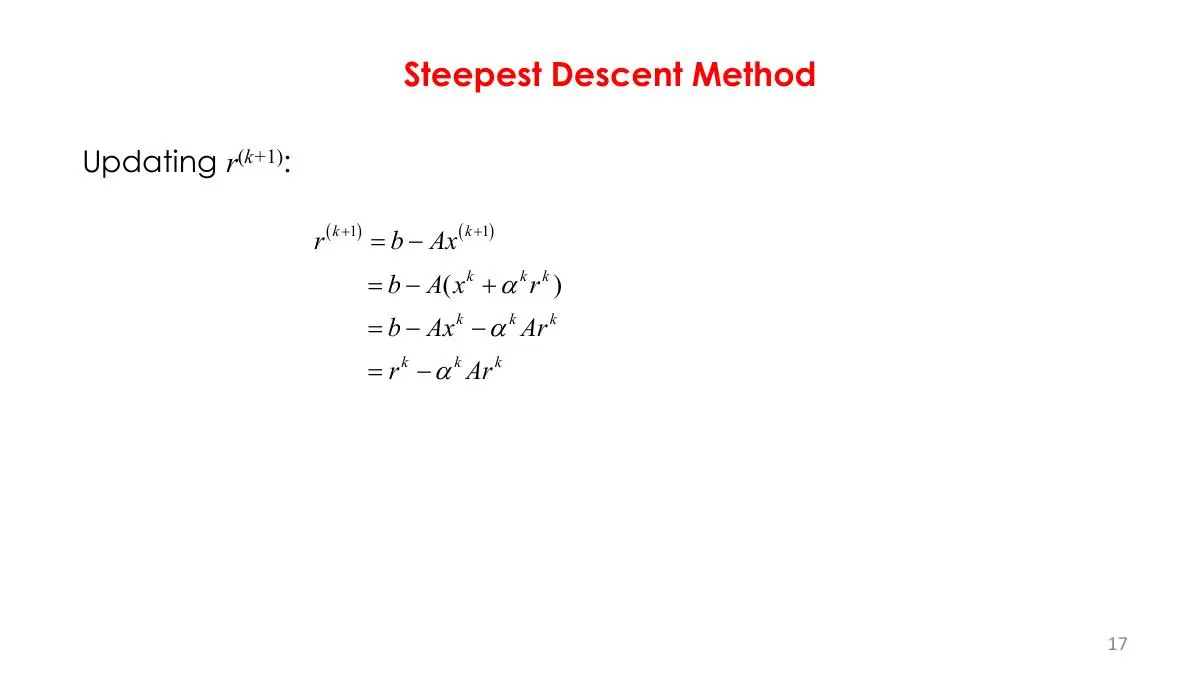 Steepest Descent Method
Updating r^(k+1):
r^(k+1) = b − Ax^(k+1)
= b − A(x^k + α^k r^k)
= b − Ax^k − α^k Ar^k
= r^k − α^k Ar^k
17